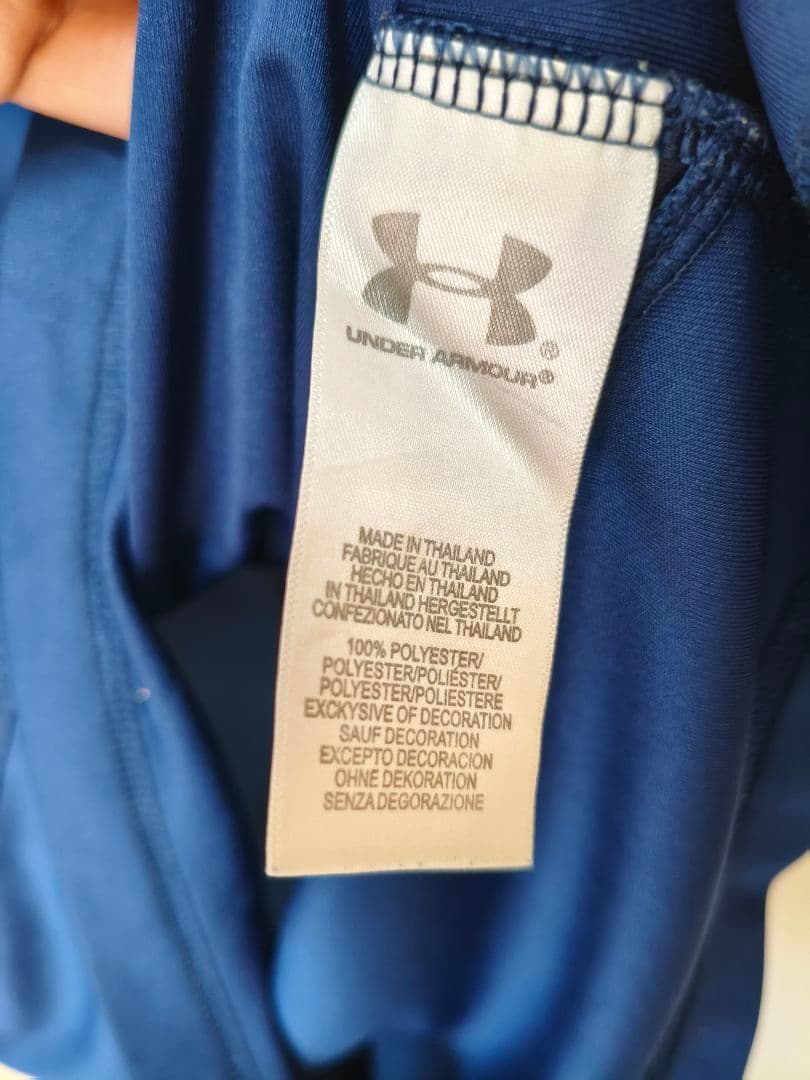 ®
UNDER ARMOUR®
MADE IN THAILAND
FABRIQUE AU THAILAND
HECHO EN THAILAND
IN THAILAND HERGESTELLT
CONFEZIONATO NEL THAILAND
100% POLYESTER/
POLYESTER/POLIÉSTER/
POLYESTER/POLIESTERE
EXCKYSIVE OF DECORATION
SAUF DECORATION
EXCEPTO DECORACION
OHNE DEKORATION
SENZA DEGORAZIONE